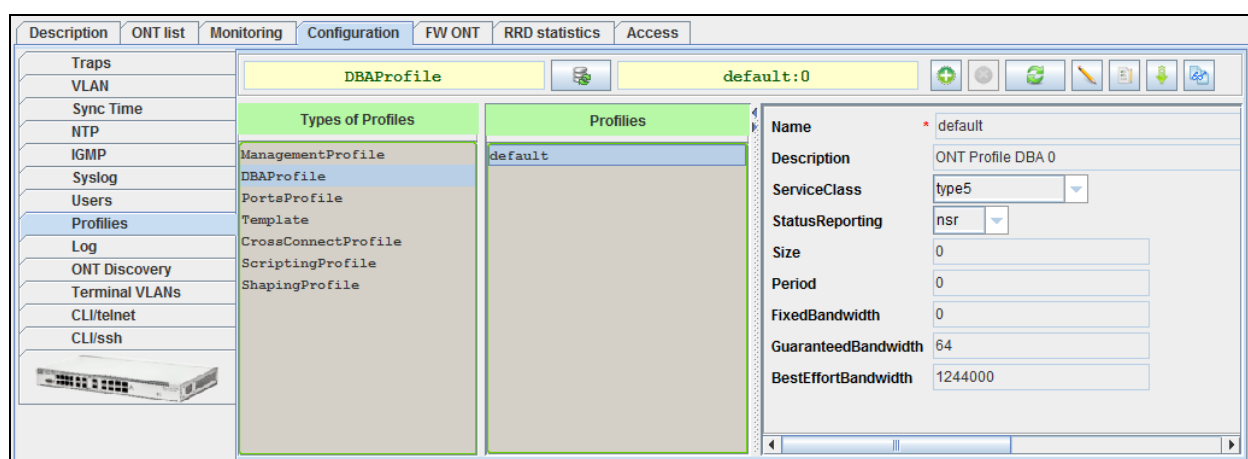 Description ONT list Monitoring Configuration FW ONT RRD statistics Access
Traps
VLAN
Sync Time
NTP
IGMP
Syslog
Users
Profilies
Log
ONT Discovery
Terminal VLANs
CLI/telnet
CLI/ssh
DBAProfile
default:0
Types of Profiles
ManagementProfile
DBAProfile
PortsProfile
Template
CrossConnectProfile
ScriptingProfile
ShapingProfile
Profilies
default
Name * default
Description ONT Profile DBA 0
ServiceClass type5
StatusReporting nsr
Size 0
Period 0
FixedBandwidth 0
GuaranteedBandwidth 64
BestEffortBandwidth 1244000